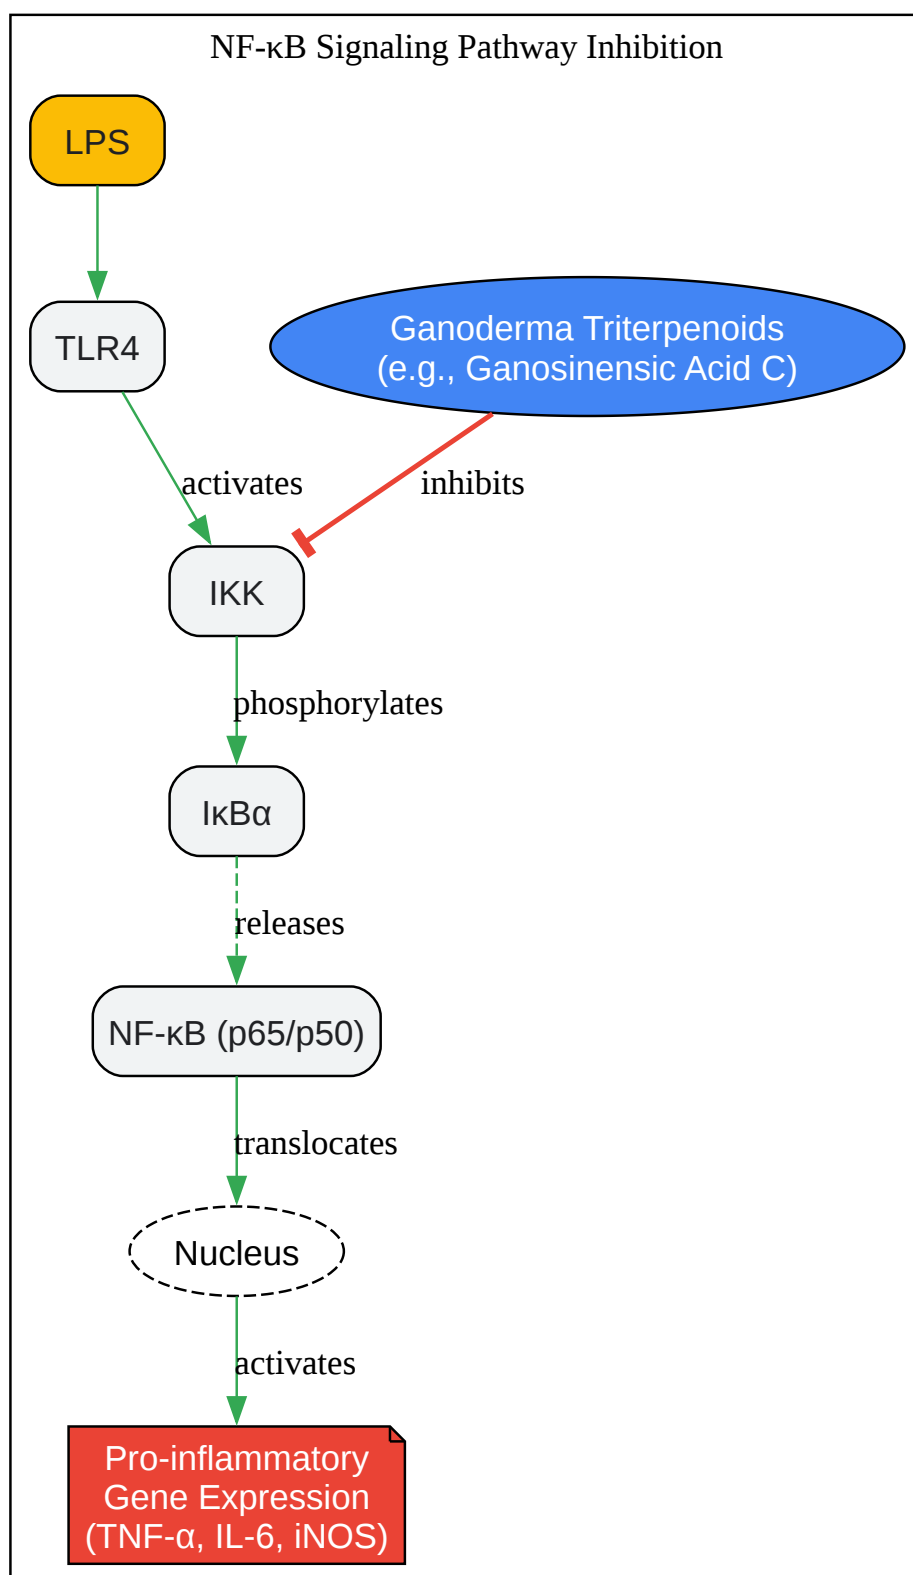 NF-κB Signaling Pathway Inhibition
LPS
TLR4
Ganoderma Triterpenoids
(e.g., Ganosinensic Acid C)
activates
inhibits
IKK
phosphorylates
IκBα
releases
NF-κB (p65/p50)
translocates
Nucleus
activates
Pro-inflammatory
Gene Expression
(TNF-α, IL-6, iNOS)